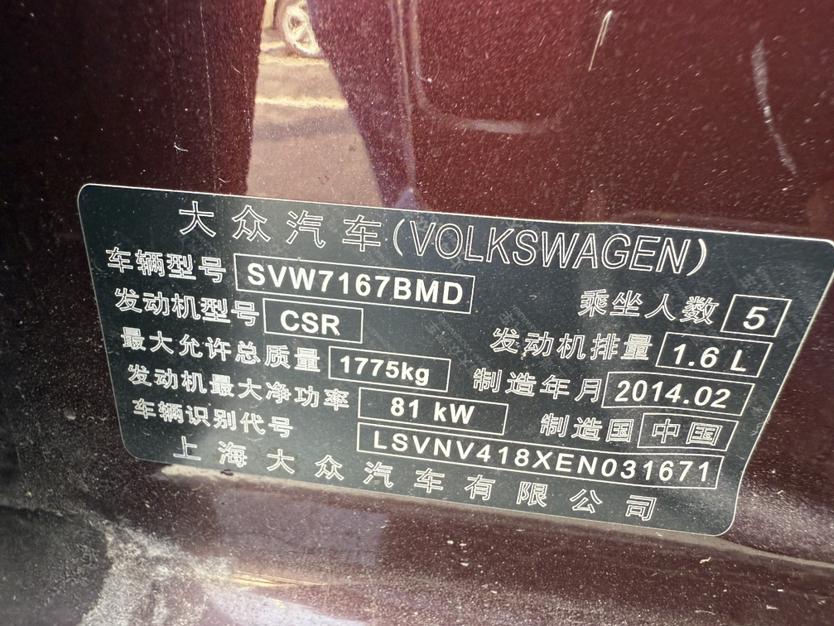 大众汽车(VOLKSWAGEN)
车辆型号 SVW7167BMD 乘坐人数 5
发动机型号 CSR 发动机排量 1.6 L
最大允许总质量 1775kg 制造年月 2014.02
发动机最大净功率 81 kW 制造国 中国
车辆识别代号 LSVNV418XEN031671
上海大众汽车有限公司